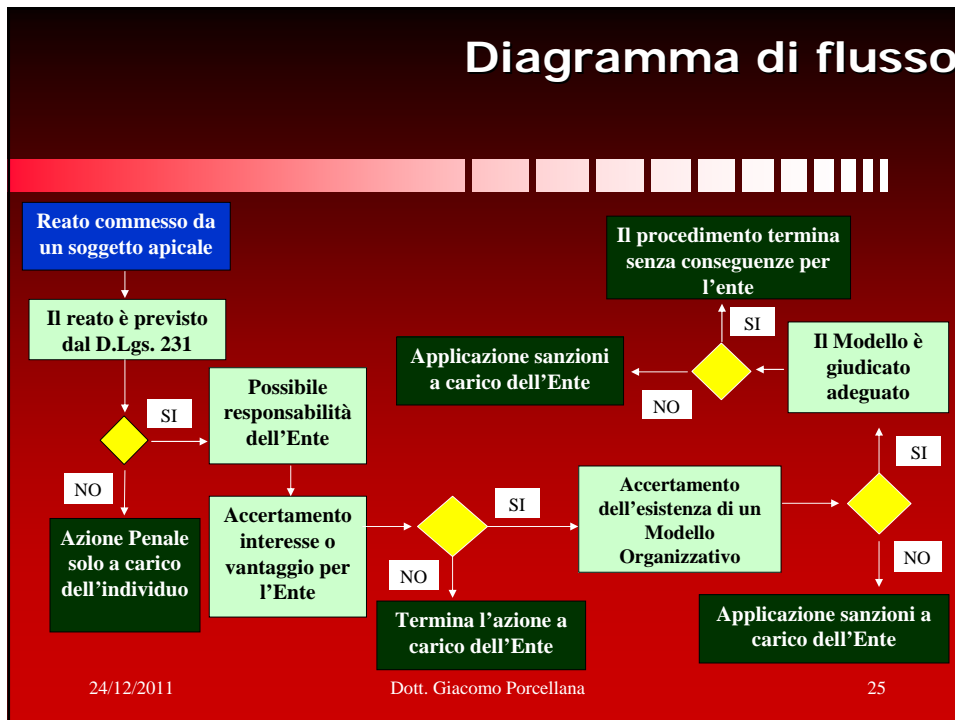 Diagramma di flusso
Reato commesso da
un soggetto apicale
Il reato è previsto
dal D.Lgs. 231
SI
NO
Azione Penale
solo a carico
dell'individuo
Possibile
responsabilità
dell'Ente
Accertamento
interesse o
vantaggio per
l'Ente
SI
NO
Termina l'azione a
carico dell'Ente
Accertamento
dell'esistenza di un
Modello
Organizzativo
SI
NO
Applicazione sanzioni a
carico dell'Ente
Il Modello è
giudicato
adeguato
SI
NO
Il procedimento termina
senza conseguenze per
l'ente
Applicazione sanzioni
a carico dell'Ente
24/12/2011
Dott. Giacomo Porcellana
25